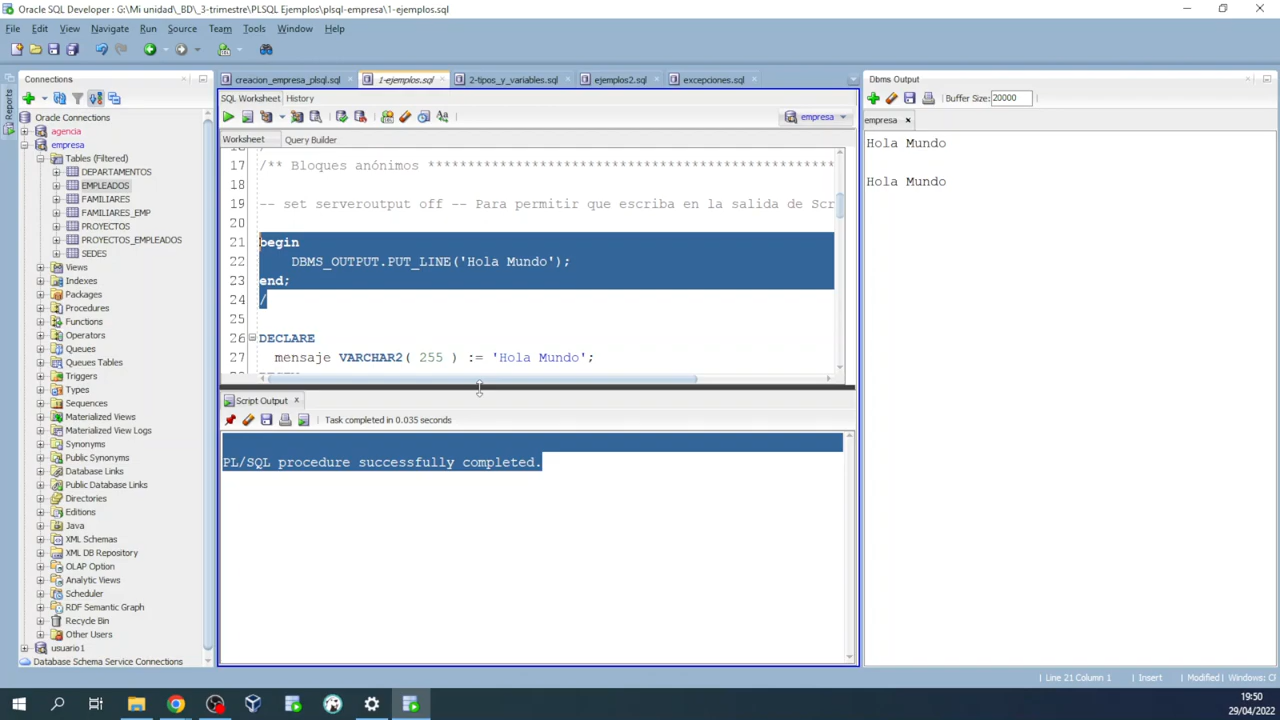 Oracle SQL Developer : G:\Mi unidad\_BD\_3-trimestre\PLSQL Ejemplos\plsql-empresa\1-ejemplos.sql
File Edit View Navigate Run Source Team Tools Window Help
Reports
Connections
Oracle Connections
agencia
empresa
Tables (Filtered)
DEPARTAMENTOS
EMPLEADOS
FAMILIARES
FAMILIARES_EMP
PROYECTOS
PROYECTOS_EMPLEADOS
SEDES
Views
Indexes
Packages
Procedures
Functions
Operators
Queues
Queues Tables
Triggers
Types
Sequences
Materialized Views
Materialized View Logs
Synonyms
Public Synonyms
Database Links
Public Database Links
Directories
Editions
Java
XML Schemas
XML DB Repository
OLAP Option
Analytic Views
Scheduler
RDF Semantic Graph
Recycle Bin
Other Users
usuario1
Database Schema Service Connections
creacion_empresa_plsql.sql 1-ejemplos.sql 2-tipos_y_variables.sql ejemplos2.sql excepciones.sql
SQL Worksheet History
empresa
Worksheet Query Builder
17 /** Bloques anónimos ***************************************************
18
19 -- set serveroutput off -- Para permitir que escriba en la salida de Scr
20
21 begin
22 DBMS_OUTPUT.PUT_LINE('Hola Mundo');
23 end;
24 /
25
26 DECLARE
27 mensaje VARCHAR2( 255 ) := 'Hola Mundo';
Script Output
Task completed in 0.035 seconds
PL/SQL procedure successfully completed.
Dbms Output
Buffer Size: 20000
empresa
Hola Mundo
Hola Mundo
Line 21 Column 1 Insert Modified Windows: Cl
19:50
29/04/2022